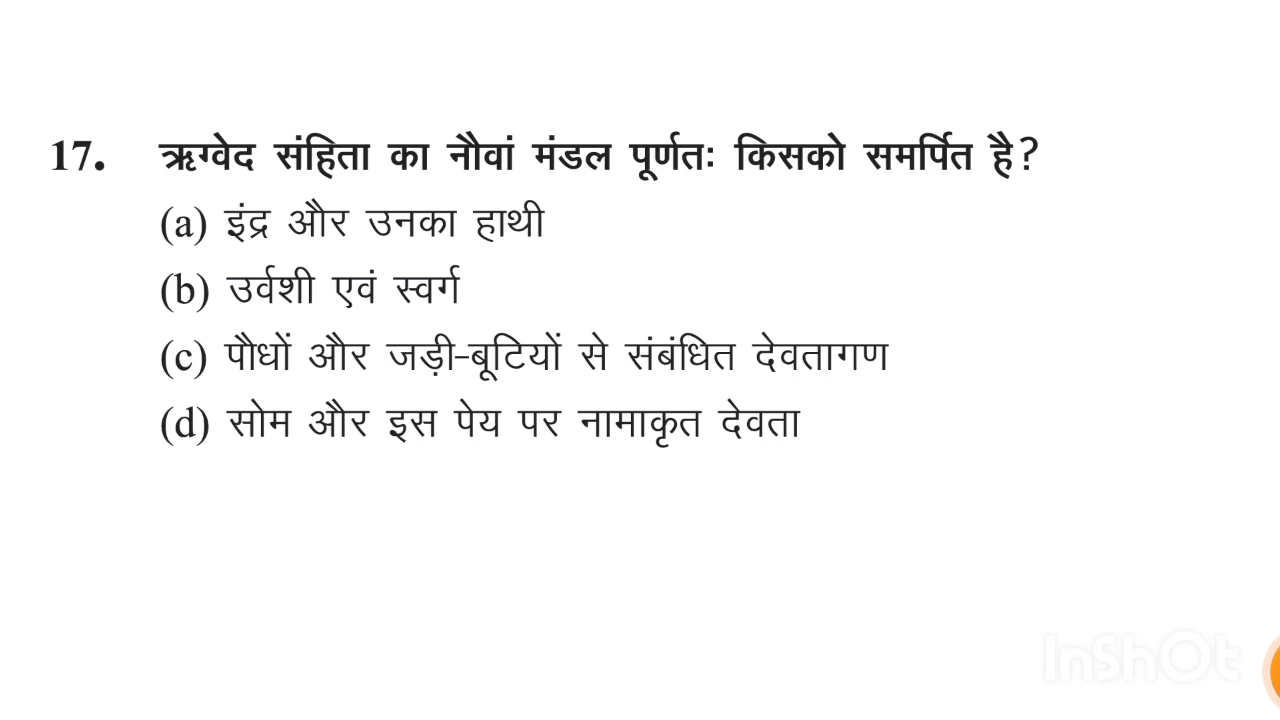 17. ऋग्वेद संहिता का नौवां मंडल पूर्णतः किसको समर्पित है?
(a) इंद्र और उनका हाथी
(b) उर्वशी एवं स्वर्ग
(c) पौधों और जड़ी-बूटियों से संबंधित देवतागण
(d) सोम और इस पेय पर नामाकृत देवता
InShOt